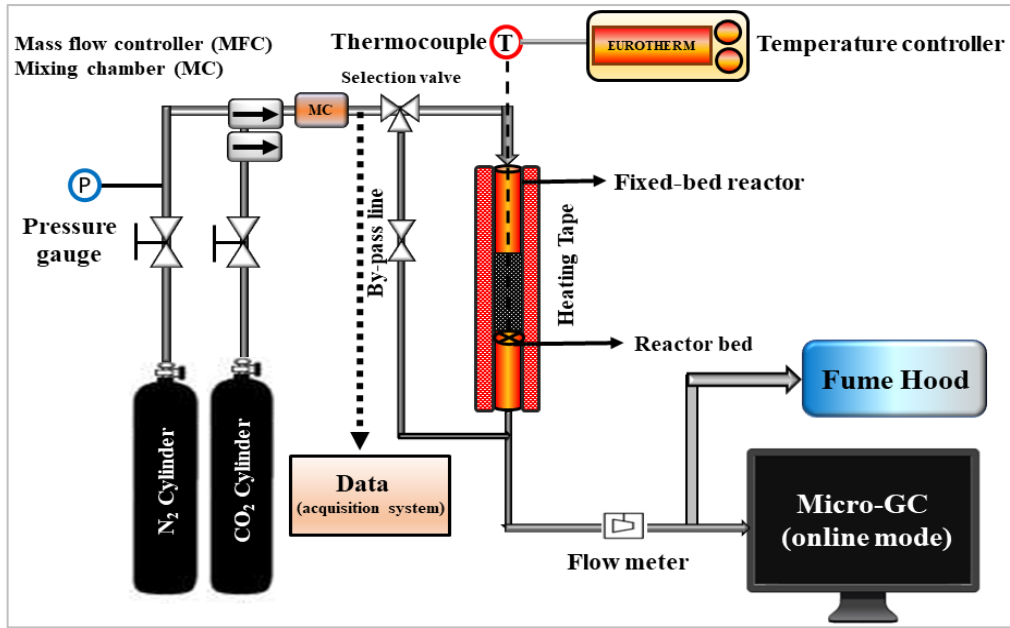 Mass flow controller (MFC)
Mixing chamber (MC)
Thermocouple
T
EUROTHERM
Temperature controller
Selection valve
MC
P
Pressure
gauge
By-pass line
Fixed-bed reactor
Heating Tape
Reactor bed
Fume Hood
N₂ Cylinder
CO₂ Cylinder
Data
(acquisition system)
Micro-GC
(online mode)
Flow meter